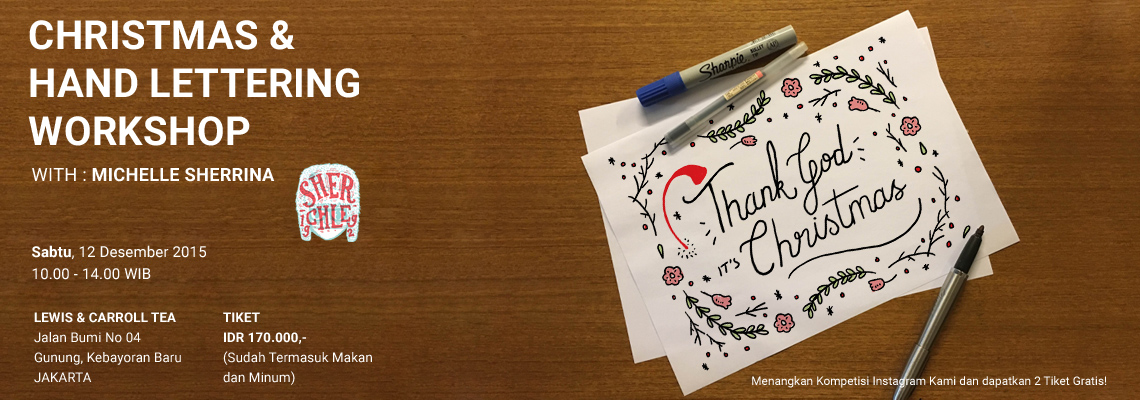 CHRISTMAS &
HAND LETTERING
WORKSHOP
WITH : MICHELLE SHERRINA
SHER
ICHLE
19 92
Sabtu, 12 Desember 2015
10.00 - 14.00 WIB
LEWIS & CARROLL TEA
Jalan Bumi No 04
Gunung, Kebayoran Baru
JAKARTA
TIKET
IDR 170.000,-
(Sudah Termasuk Makan
dan Minum)
Sharpie
Thank God
IT'S Christmas
Menangkan Kompetisi Instagram Kami dan dapatkan 2 Tiket Gratis!